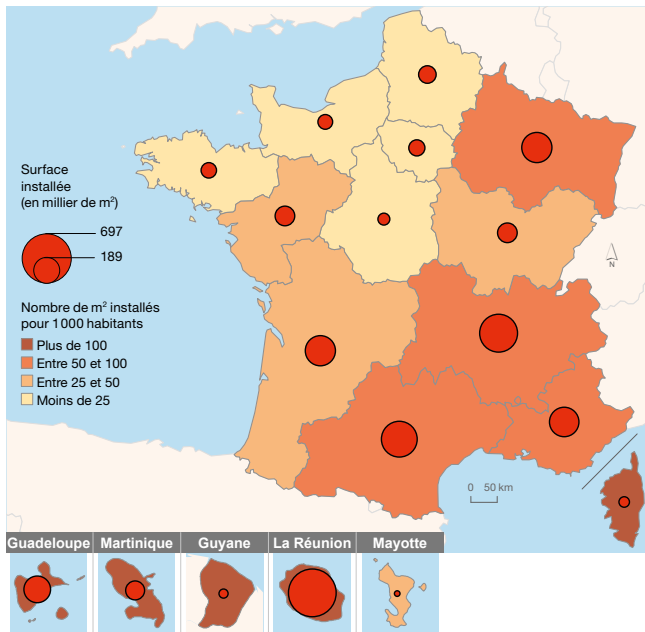 Surface
installée
(en millier de m²)
697
189
Nombre de m² installés
pour 1000 habitants
Plus de 100
Entre 50 et 100
Entre 25 et 50
Moins de 25
N
0 50 km
Guadeloupe Martinique Guyane La Réunion Mayotte